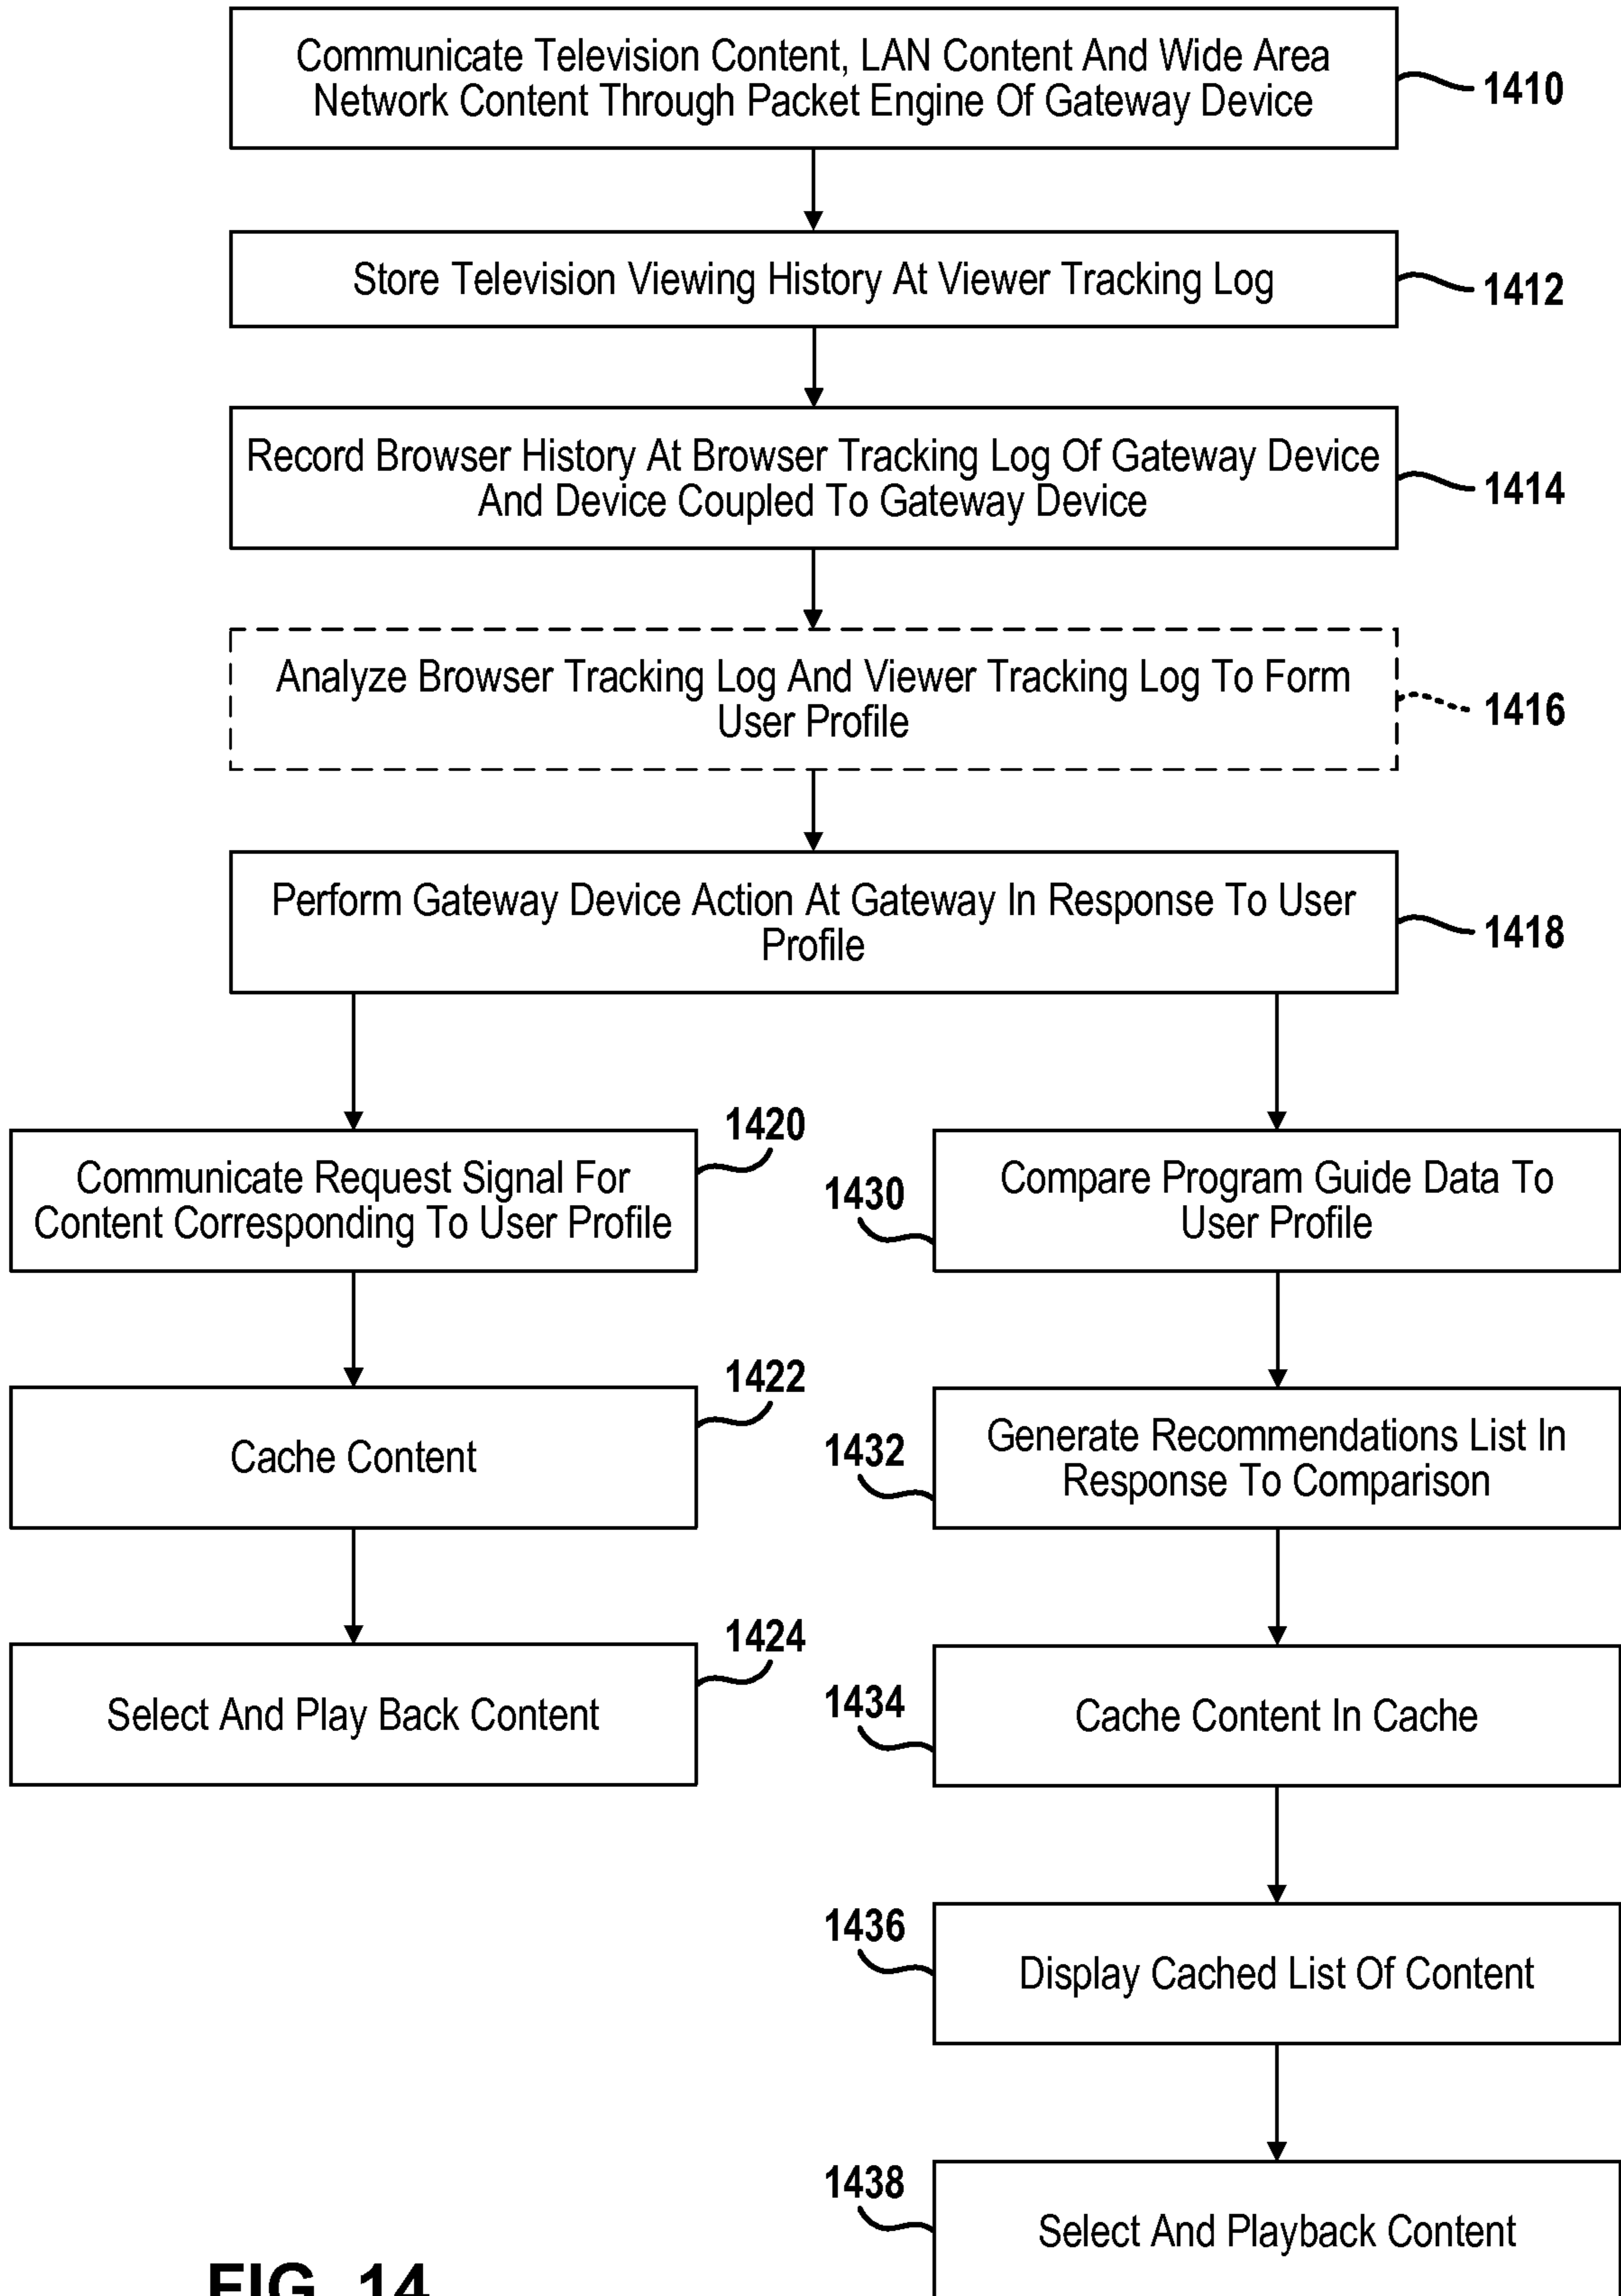 Communicate Television Content, LAN Content And Wide Area
Network Content Through Packet Engine Of Gateway Device
1410
Store Television Viewing History At Viewer Tracking Log
1412
Record Browser History At Browser Tracking Log Of Gateway Device
And Device Coupled To Gateway Device
1414
Analyze Browser Tracking Log And Viewer Tracking Log To Form
User Profile
1416
Perform Gateway Device Action At Gateway In Response To User
Profile
1418
1420
Communicate Request Signal For
Content Corresponding To User Profile
1422
Cache Content
1424
Select And Play Back Content
1430
Compare Program Guide Data To
User Profile
1432
Generate Recommendations List In
Response To Comparison
1434
Cache Content In Cache
1436
Display Cached List Of Content
1438
Select And Playback Content
FIG. 14